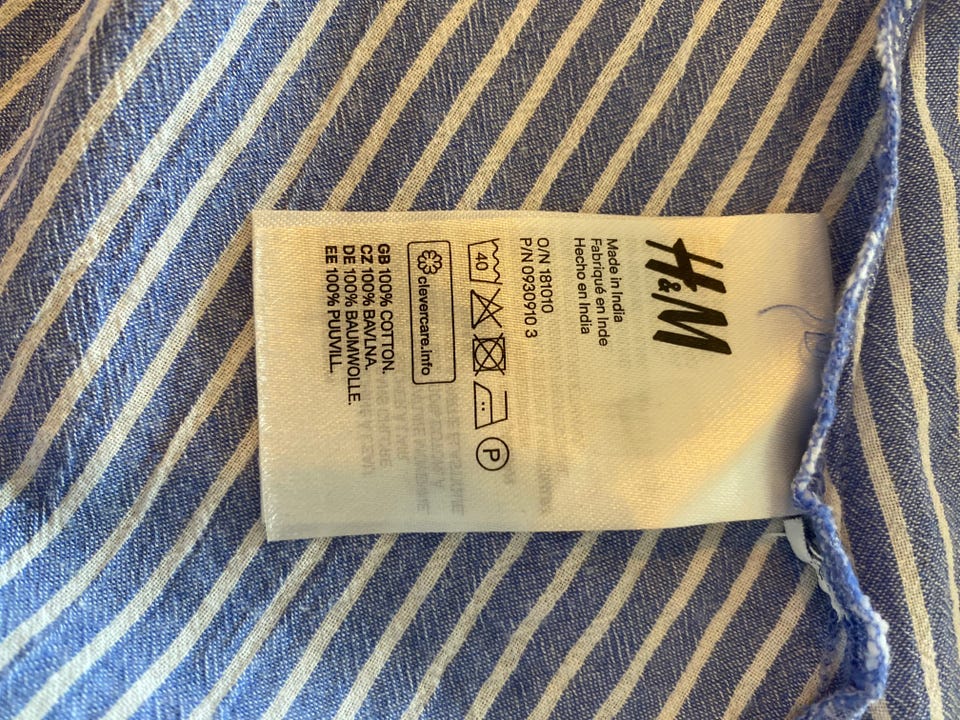 H&M
Made in India
Fabriqué en Inde
Hecho en India
O/N 181010
P/N 0930910 3
40
P
clevercare.info
GB 100% COTTON.
CZ 100% BAVLNA.
DE 100% BAUMWOLLE.
EE 100% PUUVILL.